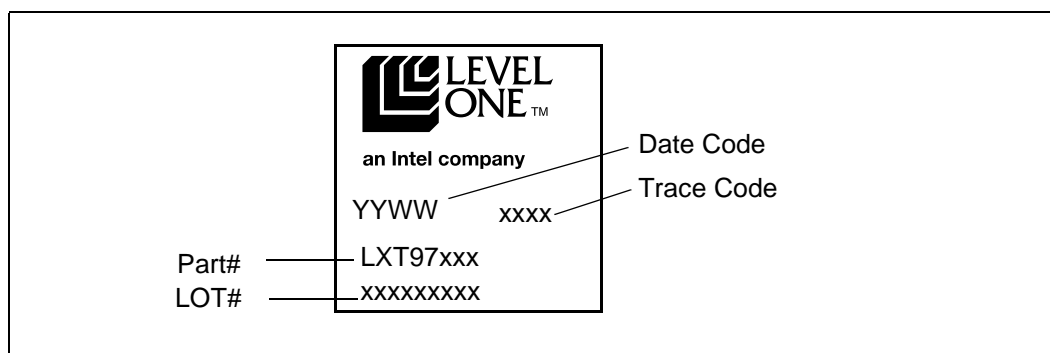 LEVEL
ONE™
an Intel company
Date Code
YYWW xxxx Trace Code
Part# LXT97xxx
LOT# xxxxxxxxx